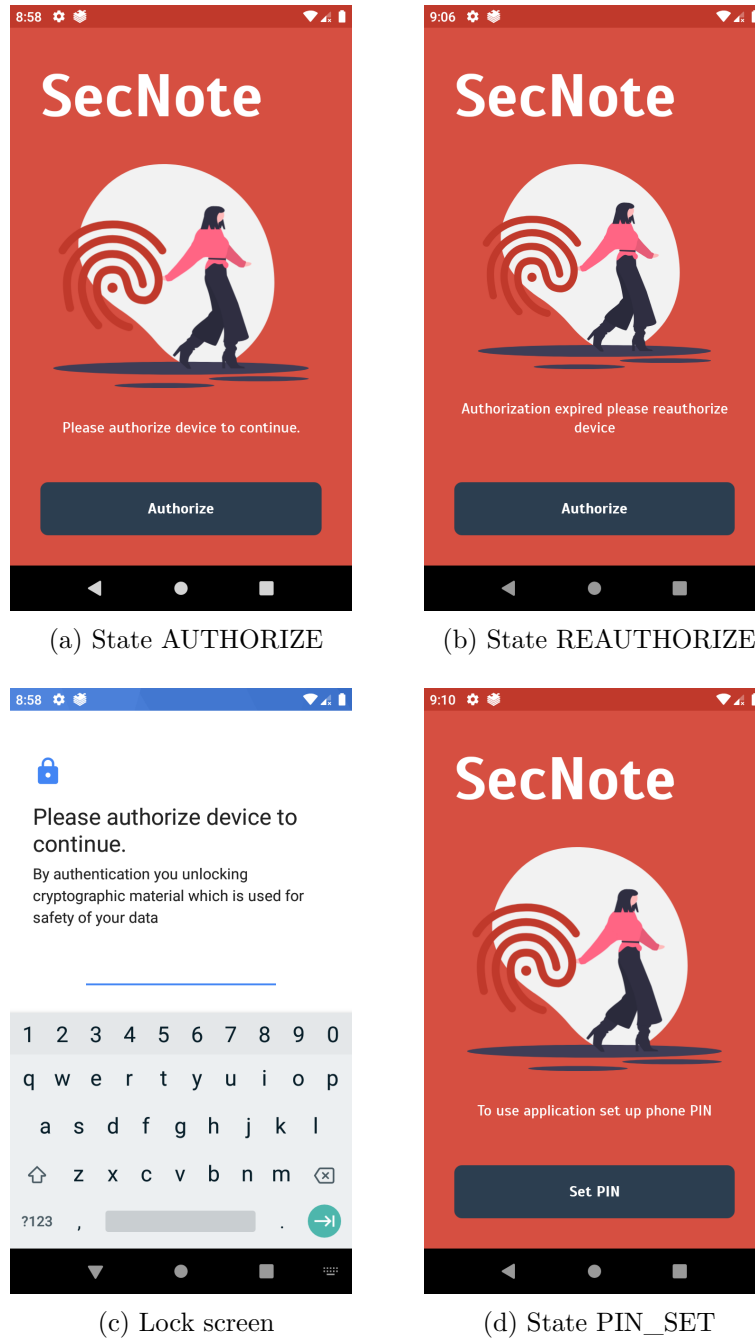 8:58
SecNote
Please authorize device to continue.
Authorize
(a) State AUTHORIZE
9:06
SecNote
Authorization expired please reauthorize
device
Authorize
(b) State REAUTHORIZE
8:58
Please authorize device to
continue.
By authentication you unlocking
cryptographic material which is used for
safety of your data
1 2 3 4 5 6 7 8 9 0
q w e r t y u i o p
a s d f g h j k l
z x c v b n m
?123 , .
(c) Lock screen
9:10
SecNote
To use application set up phone PIN
Set PIN
(d) State PIN_SET